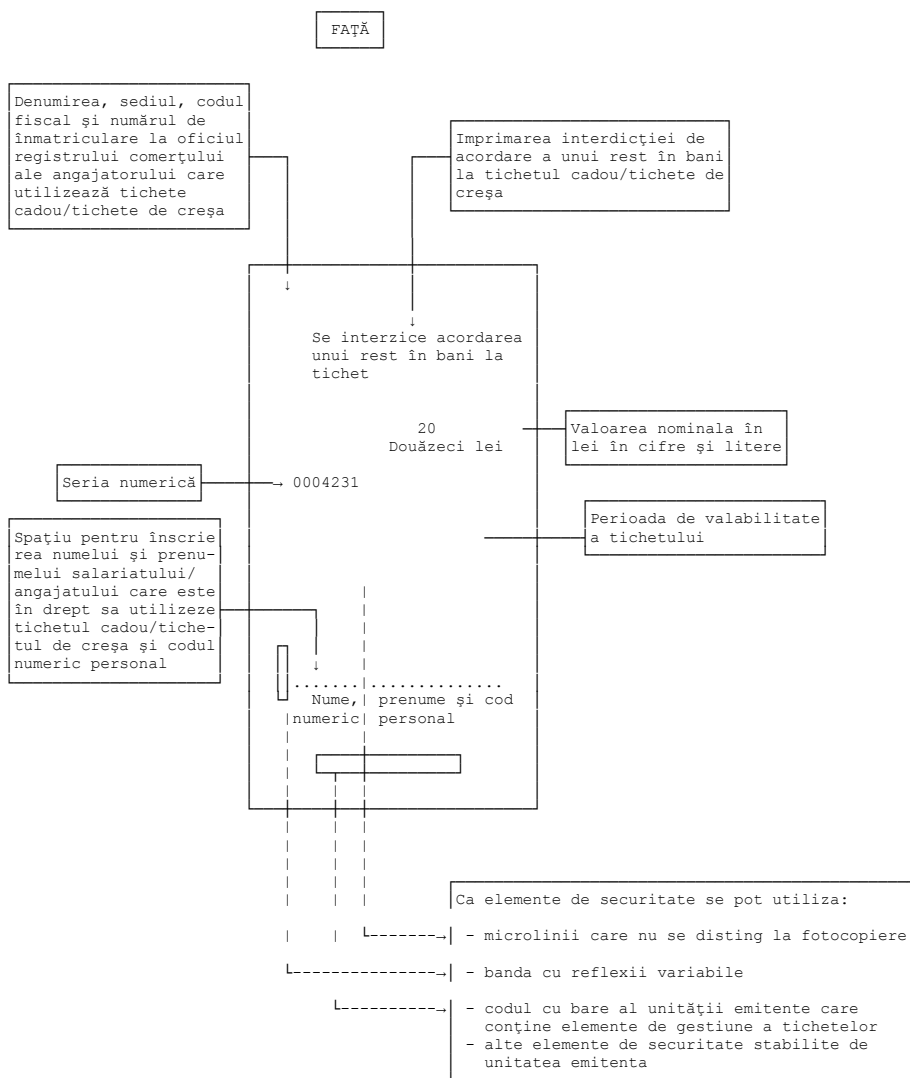 FAŢĂ
Denumirea, sediul, codul
fiscal şi numărul de
înmatriculare la oficiul
registrului comerţului
ale angajatorului care
utilizează tichete
cadou/tichete de creşa
Imprimarea interdicţiei de
acordare a unui rest în bani
la tichetul cadou/tichete de
creşa
Se interzice acordarea
unui rest în bani la
tichet
20
Douăzeci lei
Valoarea nominala în
lei în cifre şi litere
Seria numerică
0004231
Perioada de valabilitate
a tichetului
Spaţiu pentru înscrie
rea numelui şi prenu-
melui salariatului/
angajatului care este
în drept sa utilizeze
tichetul cadou/tiche-
tul de creşa şi codul
numeric personal
.....................
Nume, prenume şi cod
numeric personal
Ca elemente de securitate se pot utiliza:
- microlinii care nu se disting la fotocopiere
- banda cu reflexii variabile
- codul cu bare al unităţii emitente care
conţine elemente de gestiune a tichetelor
- alte elemente de securitate stabilite de
unitatea emitenta